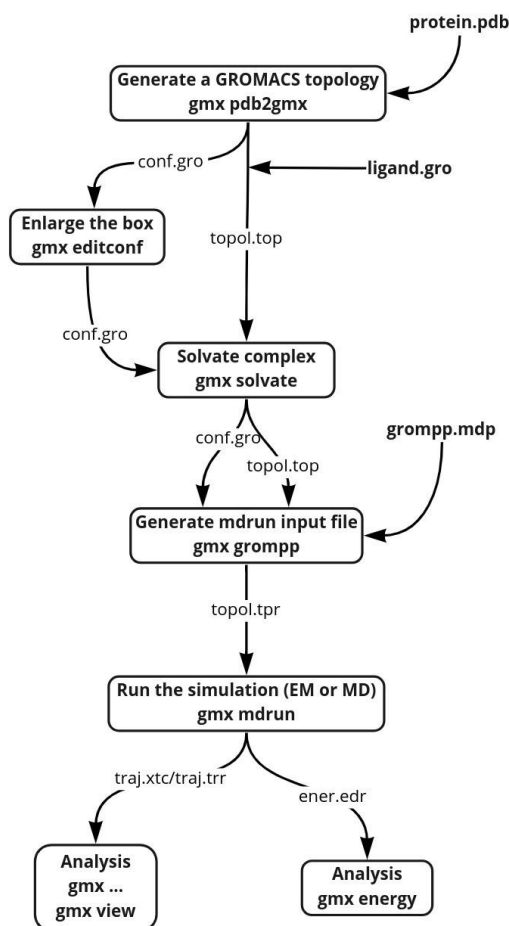 protein.pdb
Generate a GROMACS topology
gmx pdb2gmx
conf.gro
ligand.gro
Enlarge the box
gmx editconf
topol.top
conf.gro
Solvate complex
gmx solvate
conf.gro
topol.top
grompp.mdp
Generate mdrun input file
gmx grompp
topol.tpr
Run the simulation (EM or MD)
gmx mdrun
traj.xtc/traj.trr
ener.edr
Analysis
gmx ...
gmx view
Analysis
gmx energy